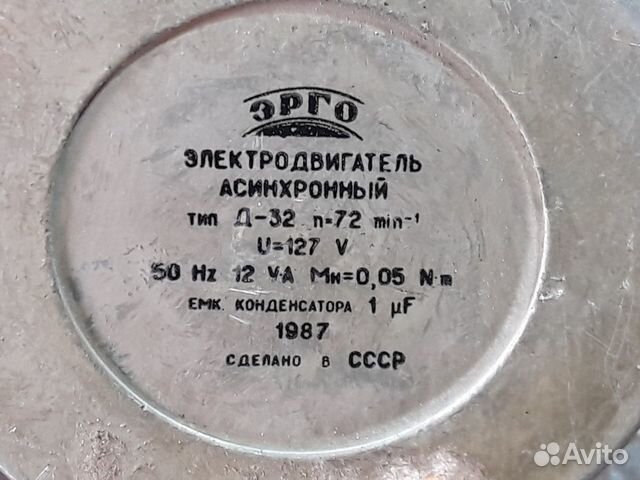 ЭРГО
ЭЛЕКТРОДВИГАТЕЛЬ
АСИНХРОННЫЙ
тип Д-32 n=72 min⁻¹
U=127 V
50 Hz 12 V·A Mн=0,05 N·m
ЕМК. КОНДЕНСАТОРА 1 µF
1987
СДЕЛАНО В СССР
Avito